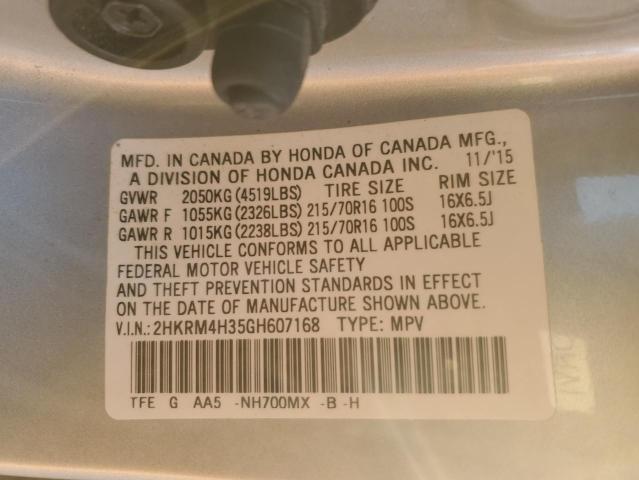 MFD. IN CANADA BY HONDA OF CANADA MFG.,
A DIVISION OF HONDA CANADA INC. 11/'15
GVWR 2050KG(4519LBS) TIRE SIZE RIM SIZE
GAWR F 1055KG(2326LBS) 215/70R16 100S 16X6.5J
GAWR R 1015KG(2238LBS) 215/70R16 100S 16X6.5J
THIS VEHICLE CONFORMS TO ALL APPLICABLE
FEDERAL MOTOR VEHICLE SAFETY
AND THEFT PREVENTION STANDARDS IN EFFECT
ON THE DATE OF MANUFACTURE SHOWN ABOVE.
V.I.N.:2HKRM4H35GH607168 TYPE: MPV
TFE G AA5 -NH700MX -B -H